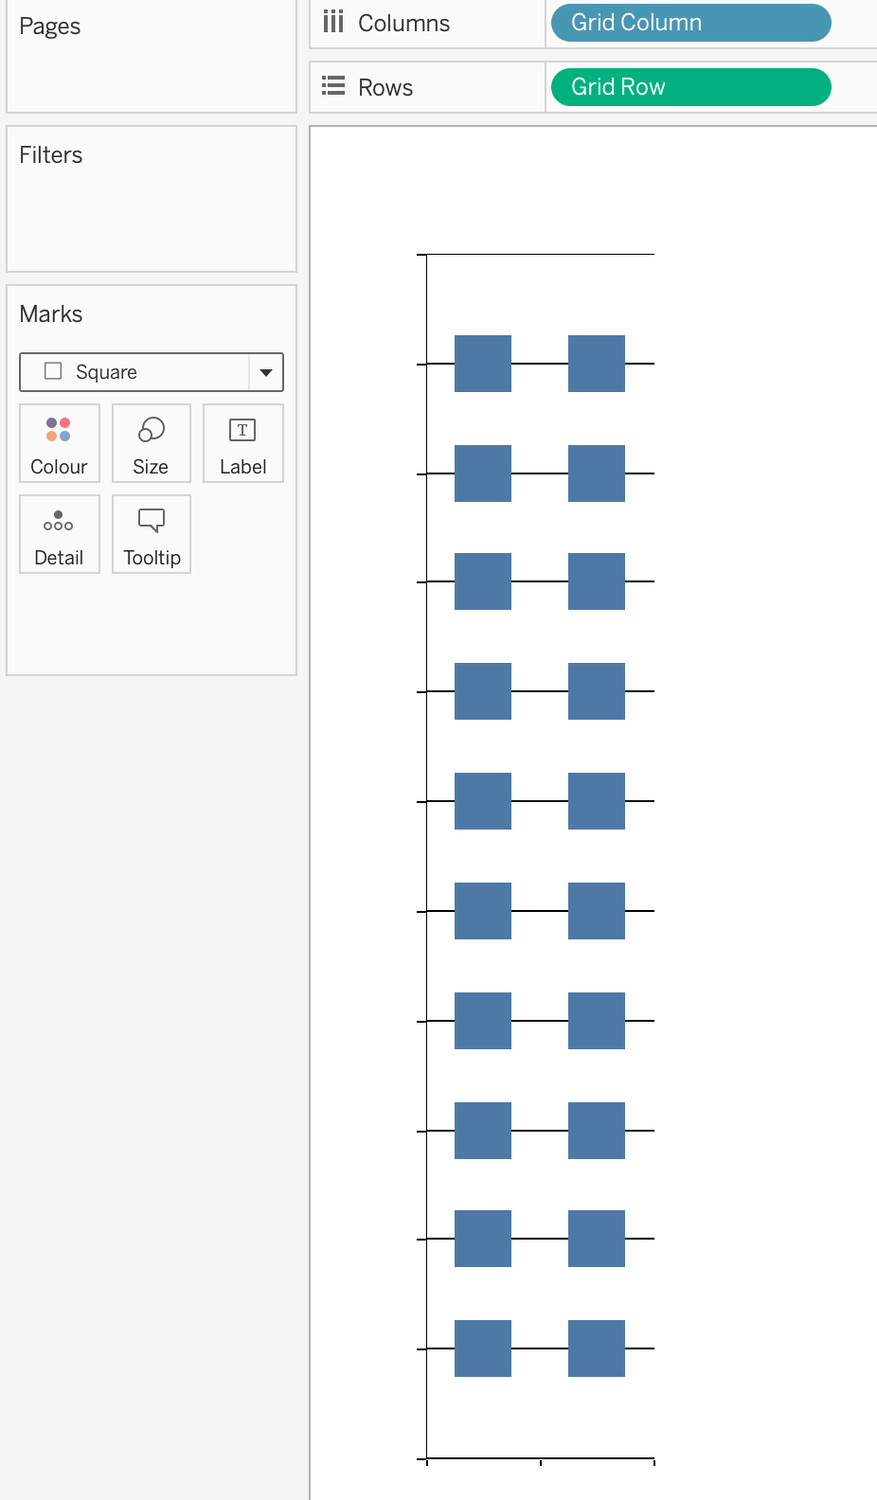 Pages
Columns
Grid Column
Rows
Grid Row
Filters
Marks
Square
Colour
Size
T
Label
Detail
Tooltip